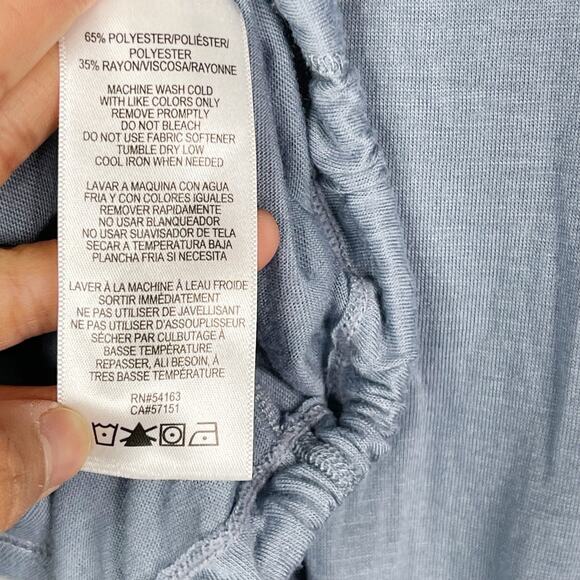 65% POLYESTER/POLIÉSTER/
POLYESTER
35% RAYON/VISCOSA/RAYONNE
MACHINE WASH COLD
WITH LIKE COLORS ONLY
REMOVE PROMPTLY
DO NOT BLEACH
DO NOT USE FABRIC SOFTENER
TUMBLE DRY LOW
COOL IRON WHEN NEEDED
LAVAR A MAQUINA CON AGUA
FRIA Y CON COLORES IGUALES
REMOVER RAPIDAMENTE
NO USAR BLANQUEADOR
NO USAR SUAVISADOR DE TELA
SECAR A TEMPERATURA BAJA
PLANCHA FRIA SI NECESITA
LAVER À LA MACHINE À LEAU FROIDE
SORTIR IMMÉDIATEMENT
NE PAS UTILISER DE JAVELLISANT
NE PAS UTILISER D'ASSOUPLISSEUR
SÉCHER PAR CULBUTAGE À
BASSE TEMPÉRATURE
REPASSER, ALI BESOIN, À
TRES BASSE TEMPÉRATURE
RN#54163
CA#57151